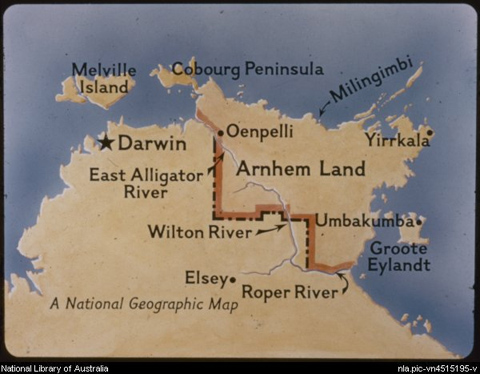 Melville
Island
Cobourg Peninsula
Milingimbi
Darwin
Oenpelli
Yirrkala
East Alligator
River
Arnhem Land
Wilton River
Umbakumba
Groote
Eylandt
Elsey
Roper River
A National Geographic Map
National Library of Australia
nla.pic-vn4515195-v